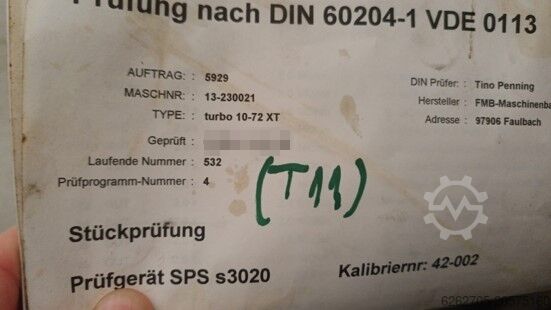 Prüfung nach DIN 60204-1 VDE 0113
AUFTRAG: : 5929
MASCHNR: : 13-230021
TYPE: : turbo 10-72 XT
Geprüft :
Laufende Nummer : 532
Prüfprogramm-Nummer : 4
DIN Prüfer: : Tino Penning
Hersteller : FMB-Maschinenba
Adresse : 97906 Faulbach
(T11)
Stückprüfung
Prüfgerät SPS s3020
Kalibriernr: 42-002